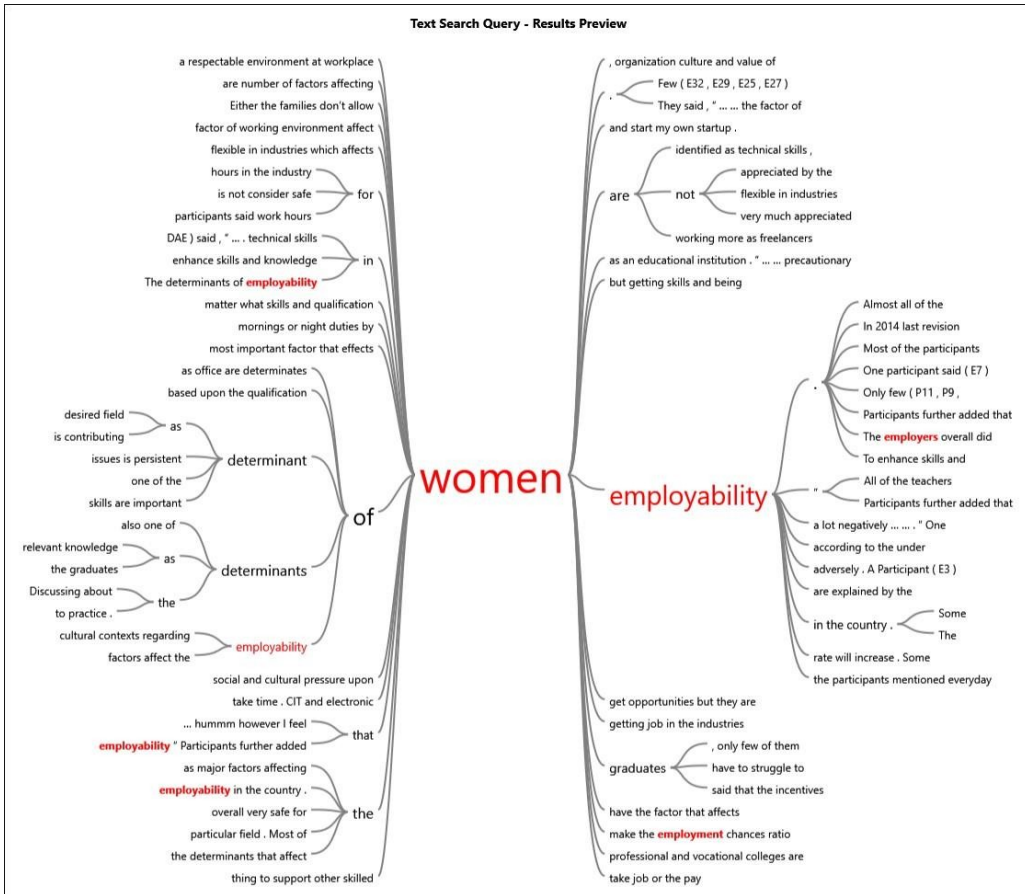 Text Search Query - Results Preview
a respectable environment at workplace
are number of factors affecting
Either the families don't allow
factor of working environment affect
flexible in industries which affects
hours in the industry
is not consider safe
participants said work hours
for
DAE ) said , " ... . technical skills
enhance skills and knowledge
The determinants of employability
in
matter what skills and qualification
mornings or night duties by
most important factor that effects
as office are determinates
based upon the qualification
desired field
is contributing
as
issues is persistent
one of the
skills are important
determinant
also one of
relevant knowledge
the graduates
as
Discussing about
to practice .
the
determinants
cultural contexts regarding
factors affect the
employability
of
social and cultural pressure upon
take time . CIT and electronic
... hummm however I feel
employability " Participants further added
that
as major factors affecting
employability in the country .
overall very safe for
particular field . Most of
the determinants that affect
the
thing to support other skilled
women
, organization culture and value of
.
Few ( E32 , E29 , E25 , E27 )
They said , " ... ... the factor of
and start my own startup .
are
identified as technical skills ,
not
appreciated by the
flexible in industries
very much appreciated
working more as freelancers
as an educational institution . " ... ... precautionary
but getting skills and being
employability
.
Almost all of the
In 2014 last revision
Most of the participants
One participant said ( E7 )
Only few ( P11 , P9 ,
Participants further added that
The employers overall did
To enhance skills and
"
All of the teachers
Participants further added that
a lot negatively ... ... . " One
according to the under
adversely . A Participant ( E3 )
are explained by the
in the country .
Some
The
rate will increase . Some
the participants mentioned everyday
get opportunities but they are
getting job in the industries
graduates
, only few of them
have to struggle to
said that the incentives
have the factor that affects
make the employment chances ratio
professional and vocational colleges are
take job or the pay